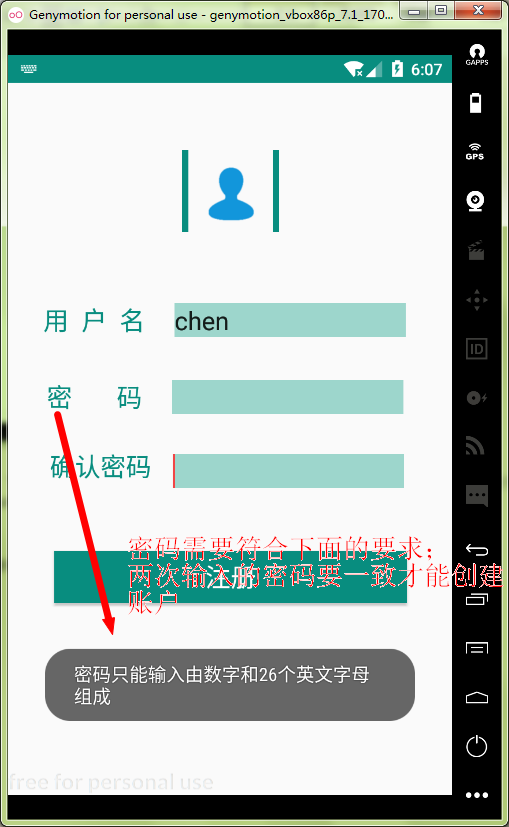 Genymotion for personal use - genymotion_vbox86p_7.1_170...
6:07
GAPPS
GPS
用 户 名
chen
密 码
确认密码
ID
注册
密码需要符合下面的要求；
两次输入的密码要一致才能创建
账户
密码只能输入由数字和26个英文字母
组成
free for personal use